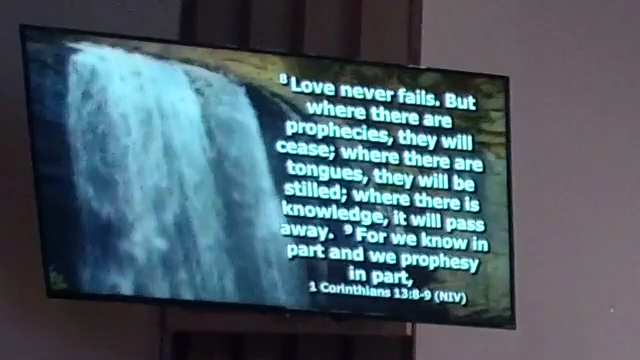 ⁸ Love never fails. But
where there are
prophecies, they will
cease; where there are
tongues, they will be
stilled; where there is
knowledge, it will pass
away. ⁹ For we know in
part and we prophesy
in part,
1 Corinthians 13:8-9 (NIV)